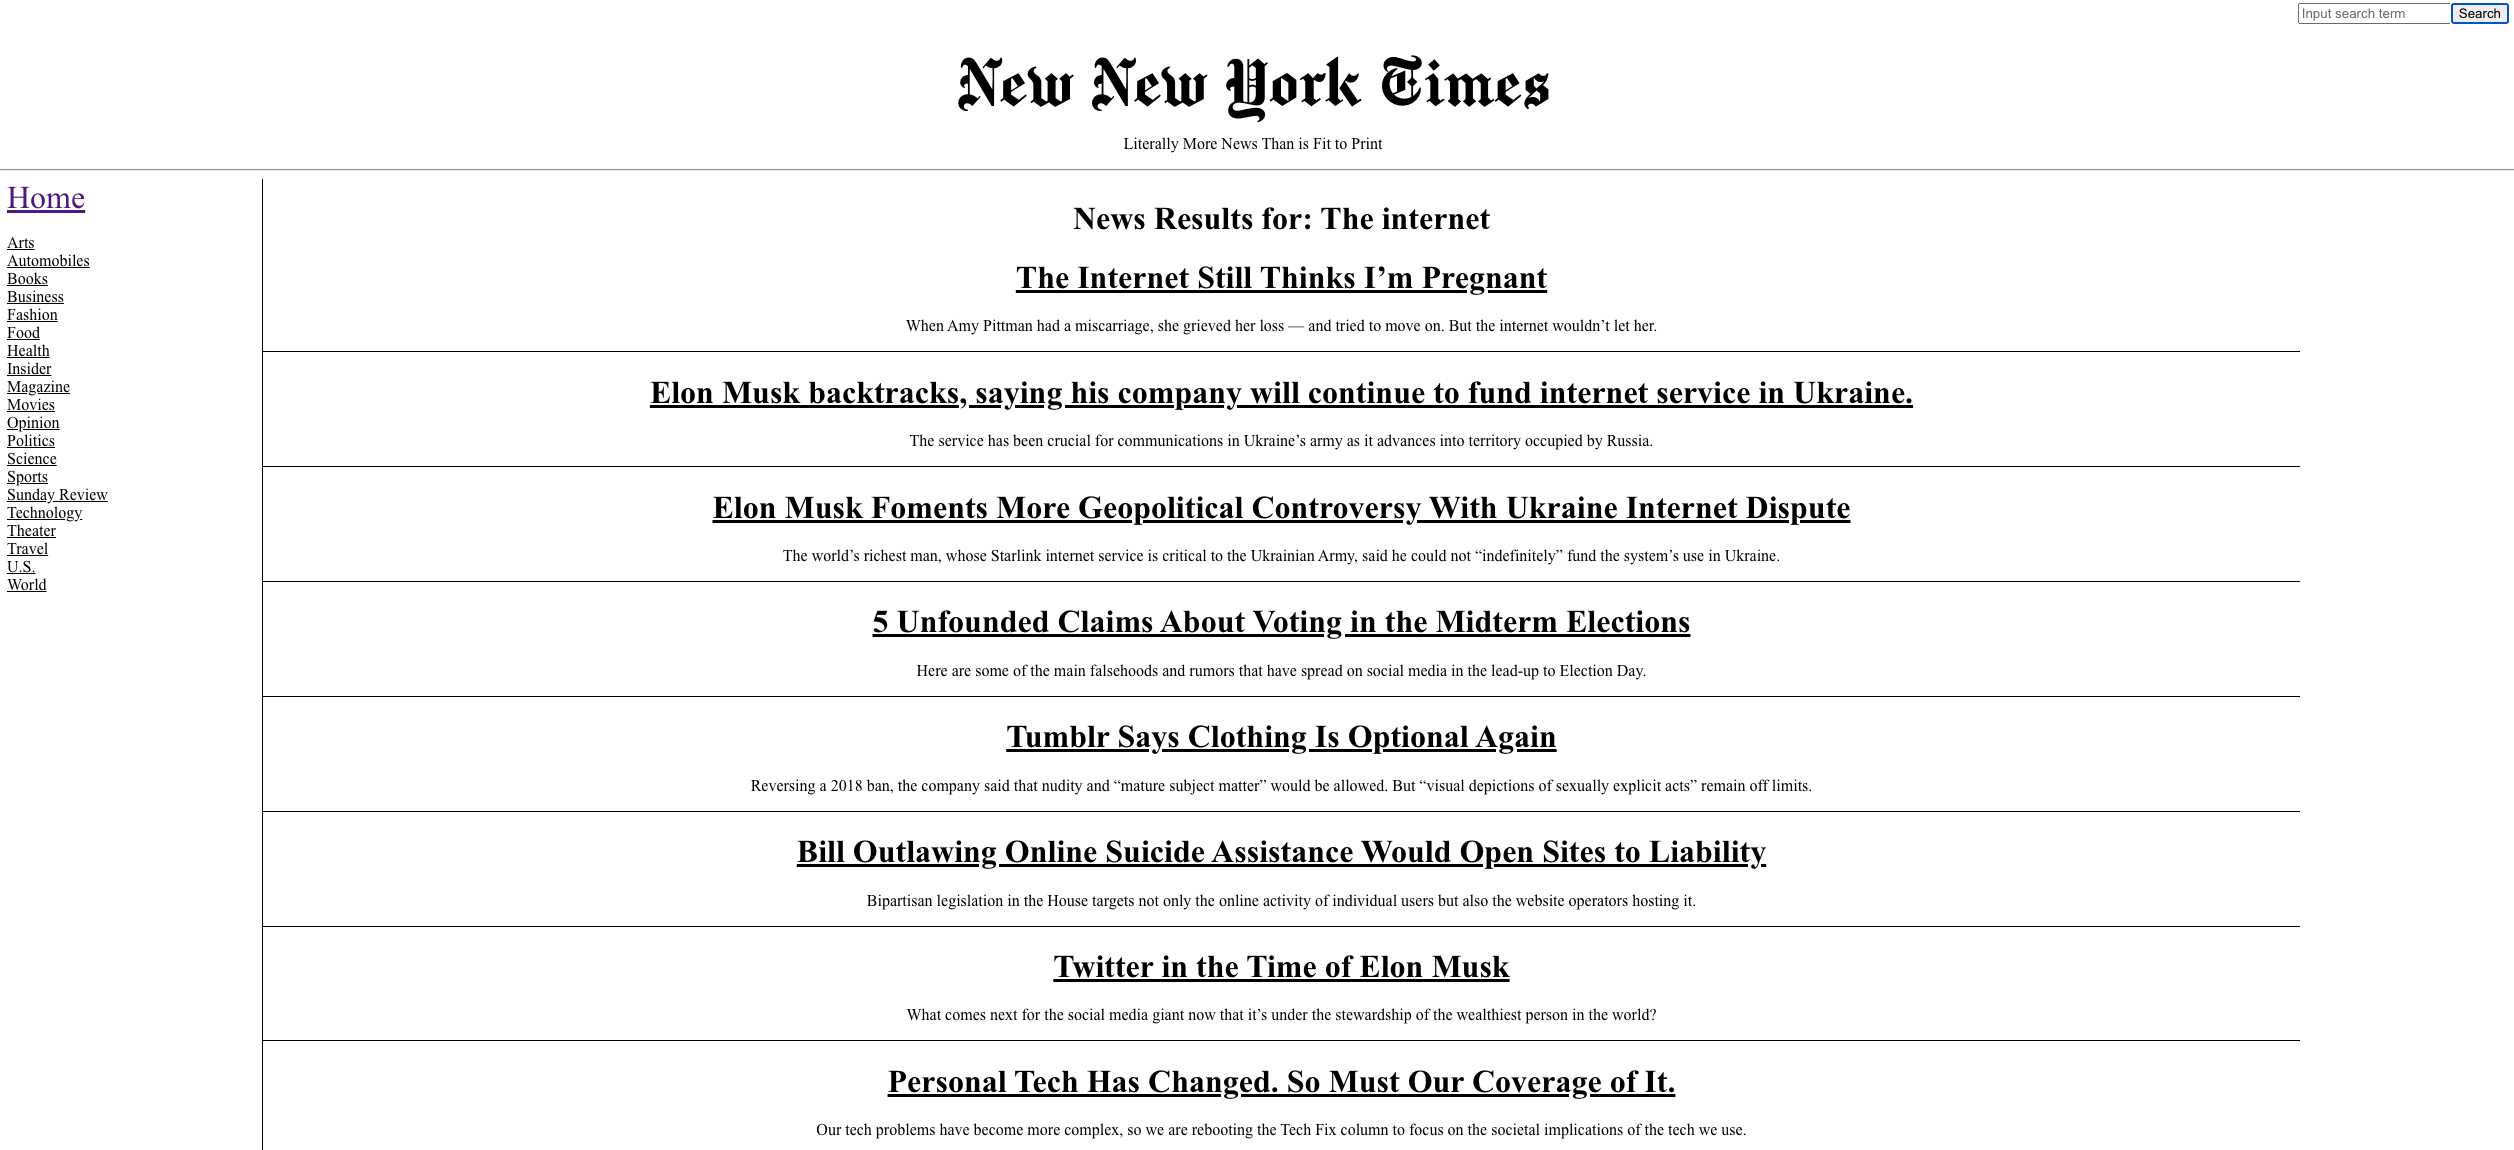 Input search term Search
New New York Times
Literally More News Than is Fit to Print
Home
Arts
Automobiles
Books
Business
Fashion
Food
Health
Insider
Magazine
Movies
Opinion
Politics
Science
Sports
Sunday Review
Technology
Theater
Travel
U.S.
World
News Results for: The internet
The Internet Still Thinks I’m Pregnant
When Amy Pittman had a miscarriage, she grieved her loss — and tried to move on. But the internet wouldn’t let her.
Elon Musk backtracks, saying his company will continue to fund internet service in Ukraine.
The service has been crucial for communications in Ukraine’s army as it advances into territory occupied by Russia.
Elon Musk Foments More Geopolitical Controversy With Ukraine Internet Dispute
The world’s richest man, whose Starlink internet service is critical to the Ukrainian Army, said he could not “indefinitely” fund the system’s use in Ukraine.
5 Unfounded Claims About Voting in the Midterm Elections
Here are some of the main falsehoods and rumors that have spread on social media in the lead-up to Election Day.
Tumblr Says Clothing Is Optional Again
Reversing a 2018 ban, the company said that nudity and “mature subject matter” would be allowed. But “visual depictions of sexually explicit acts” remain off limits.
Bill Outlawing Online Suicide Assistance Would Open Sites to Liability
Bipartisan legislation in the House targets not only the online activity of individual users but also the website operators hosting it.
Twitter in the Time of Elon Musk
What comes next for the social media giant now that it’s under the stewardship of the wealthiest person in the world?
Personal Tech Has Changed. So Must Our Coverage of It.
Our tech problems have become more complex, so we are rebooting the Tech Fix column to focus on the societal implications of the tech we use.